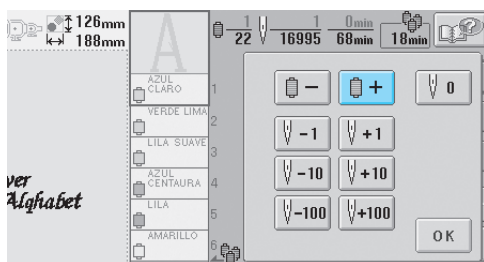 126mm
188mm
1
22
1
16995
0min
68min
18min
A
AZUL
CLARO
1
VERDE LIMA
2
LILA SUAVE
3
AZUL
CENTAURA
4
LILA
5
AMARILLO
6
ver
Alphabet
− + 0
-1 +1
-10 +10
-100 +100
OK